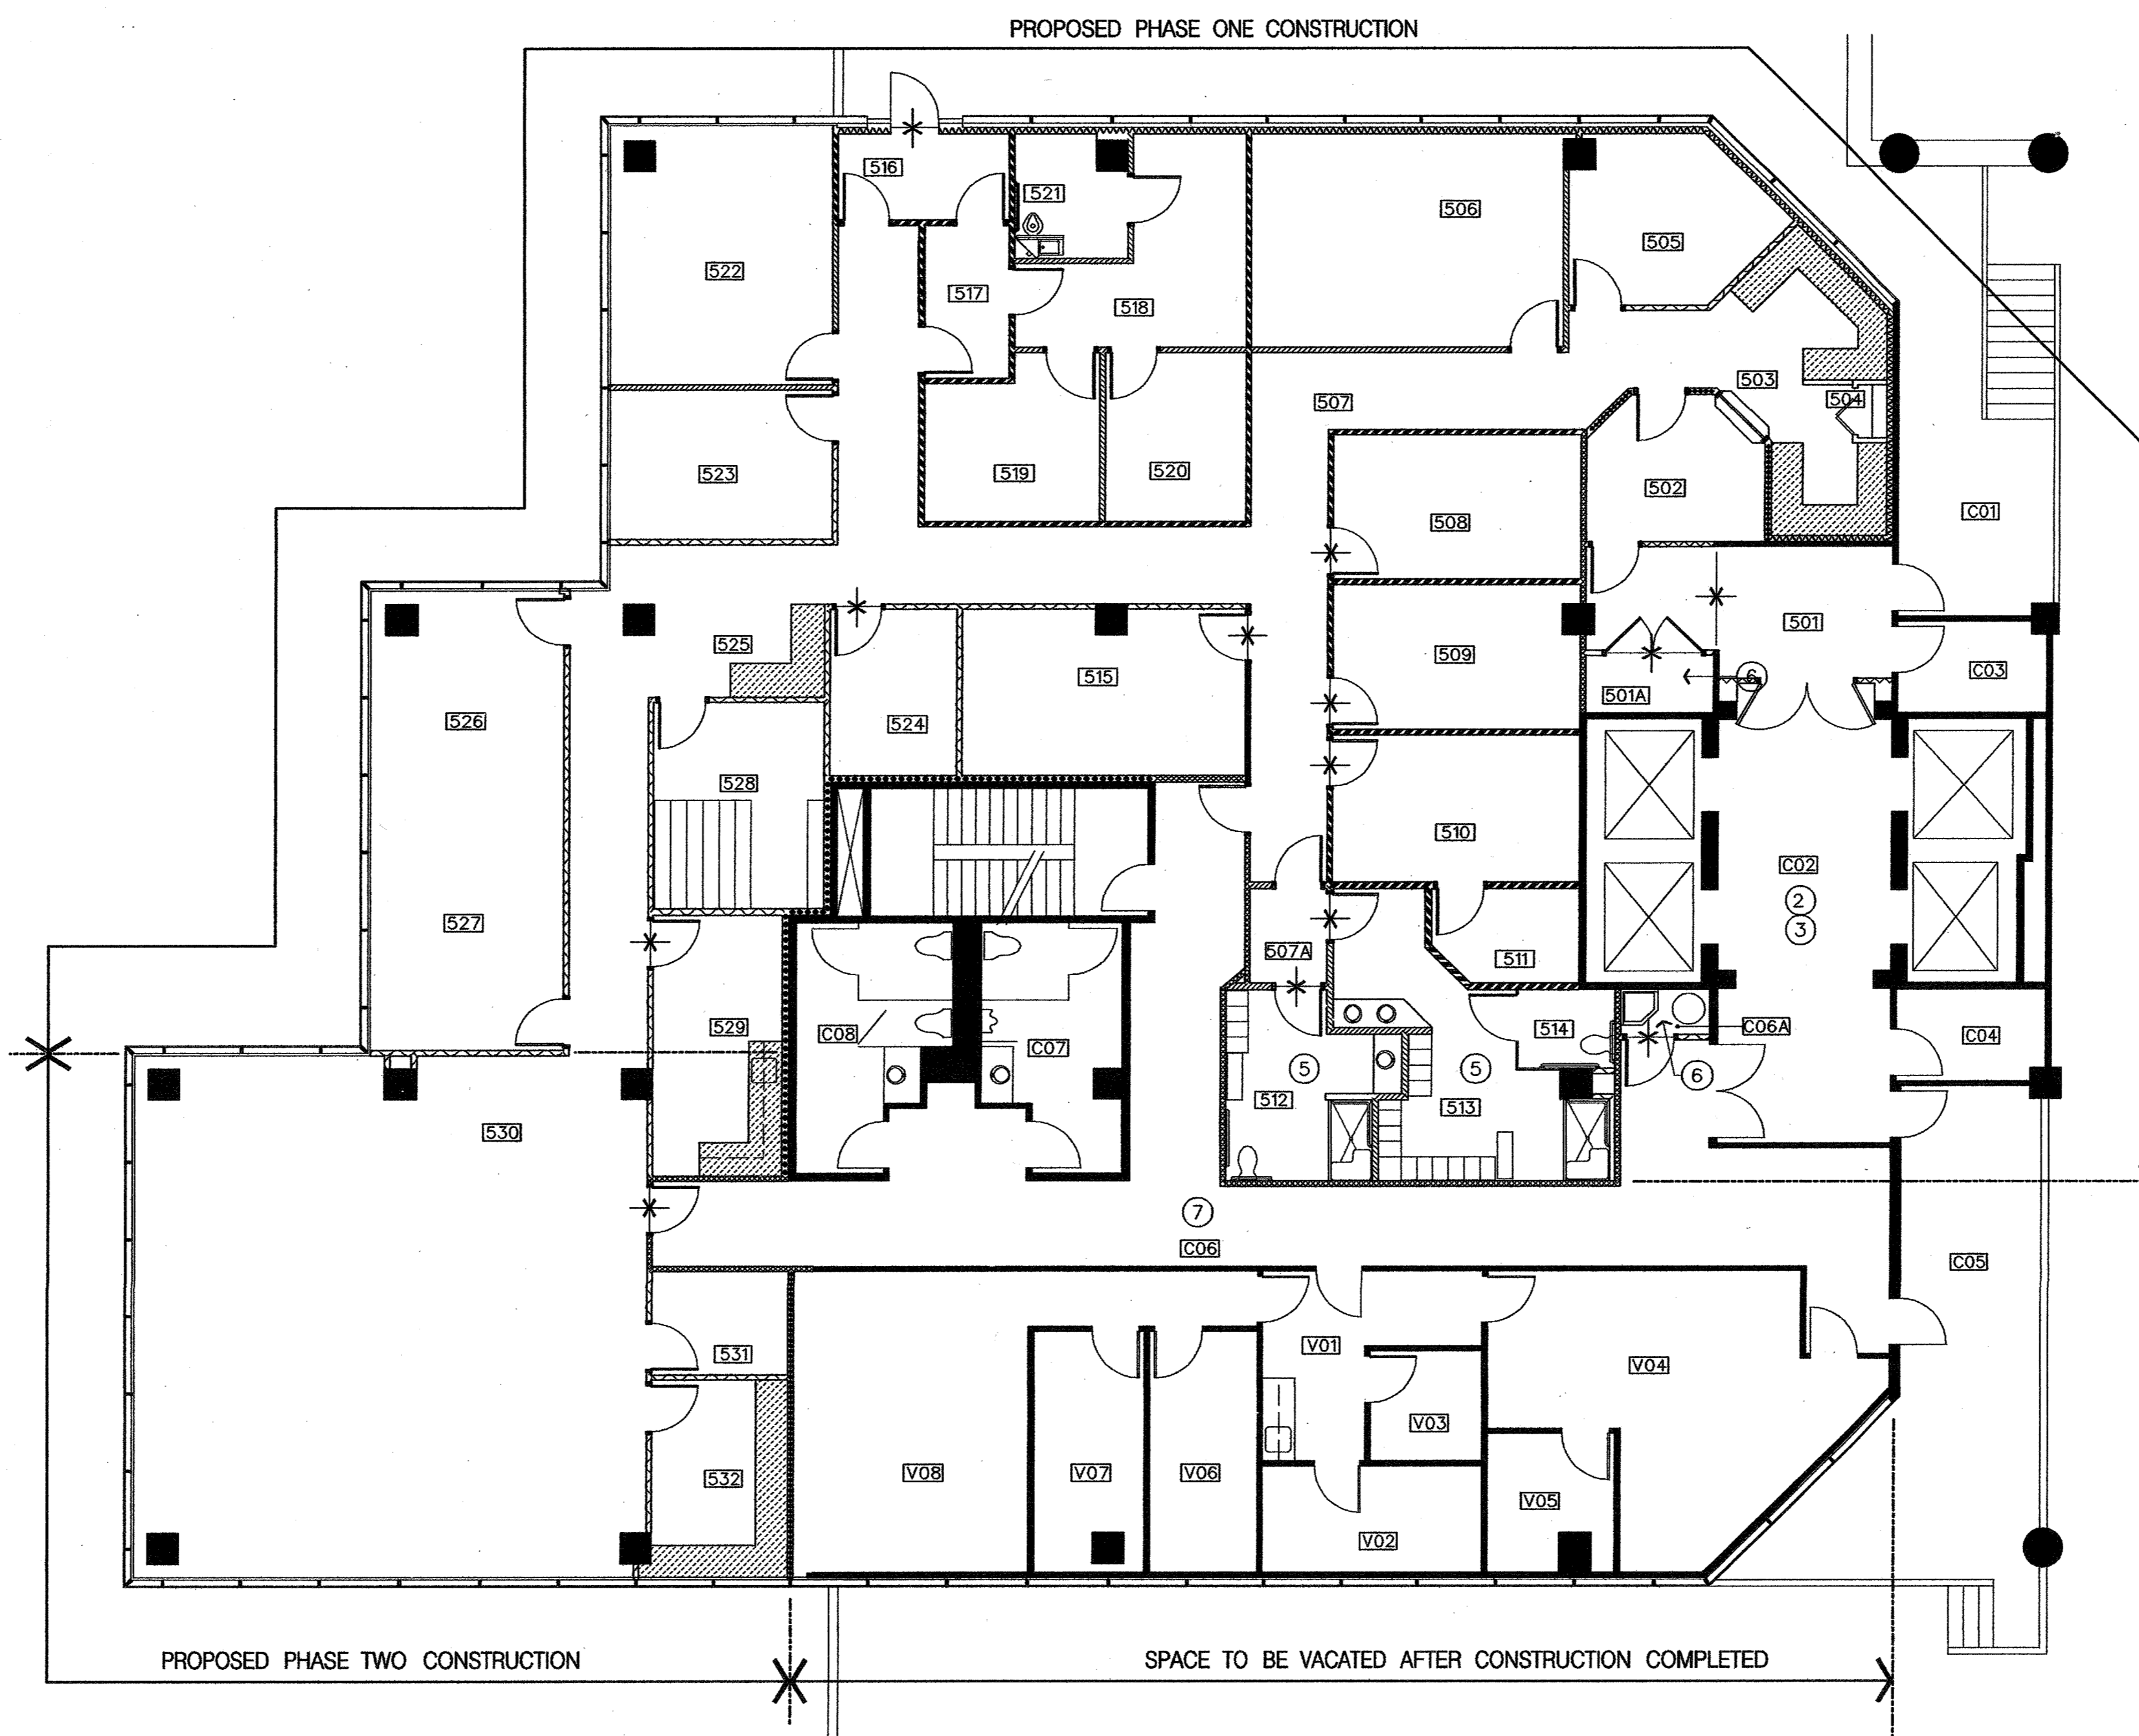 PROPOSED PHASE ONE CONSTRUCTION
516
521
506
505
522
517
518
503
504
507
523
519
520
502
508
C01
501
525
515
509
C03
501A
6
526
524
528
510
C02
2
3
527
507A
511
529
C08
C07
514
C06A
C04
5
5
6
512
513
530
7
C06
C05
531
V01
V04
V03
532
V08
V07
V06
V05
V02
PROPOSED PHASE TWO CONSTRUCTION
SPACE TO BE VACATED AFTER CONSTRUCTION COMPLETED